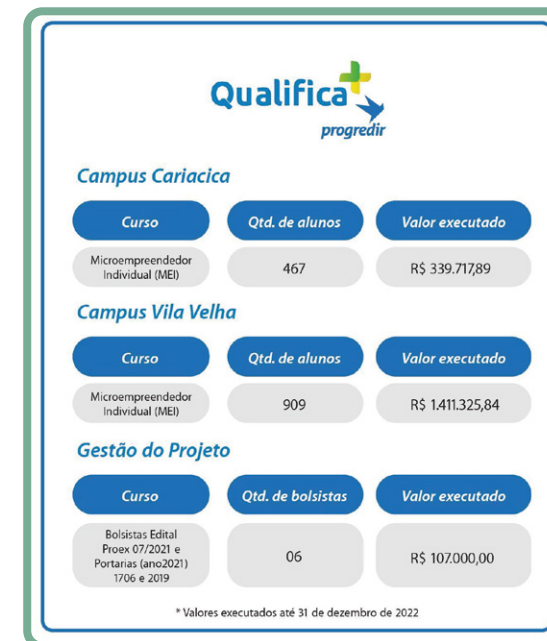 Qualifica
progredir
Campus Cariacica
Curso Qtd. de alunos Valor executado
Microempreendedor
Individual (MEI) 467 R$ 339.717,89
Campus Vila Velha
Curso Qtd. de alunos Valor executado
Microempreendedor
Individual (MEI) 909 R$ 1.411.325,84
Gestão do Projeto
Curso Qtd. de bolsistas Valor executado
Bolsistas Edital
Proex 07/2021 e
Portarias (ano2021)
1706 e 2019
06 R$ 107.000,00
* Valores executados até 31 de dezembro de 2022